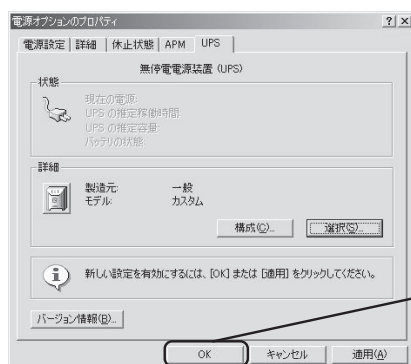 電源オプションのプロパティ
電源設定 詳細 休止状態 APM UPS
無停電電源装置 (UPS)
状態
現在の電源:
UPS の推定稼働時間:
UPS の推定容量:
バッテリの状態:
詳細
製造元: 一般
モデル: カスタム
構成(C)... 選択(S)...
新しい設定を有効にするには、[OK] または [適用] をクリックしてください。
バージョン情報(B)...
OK キャンセル 適用(A)